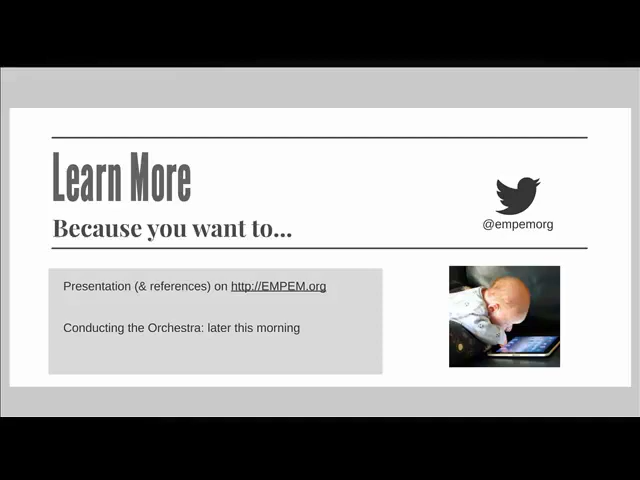 Learn More
Because you want to...
@empemorg
Presentation (& references) on http://EMPEM.org
Conducting the Orchestra: later this morning